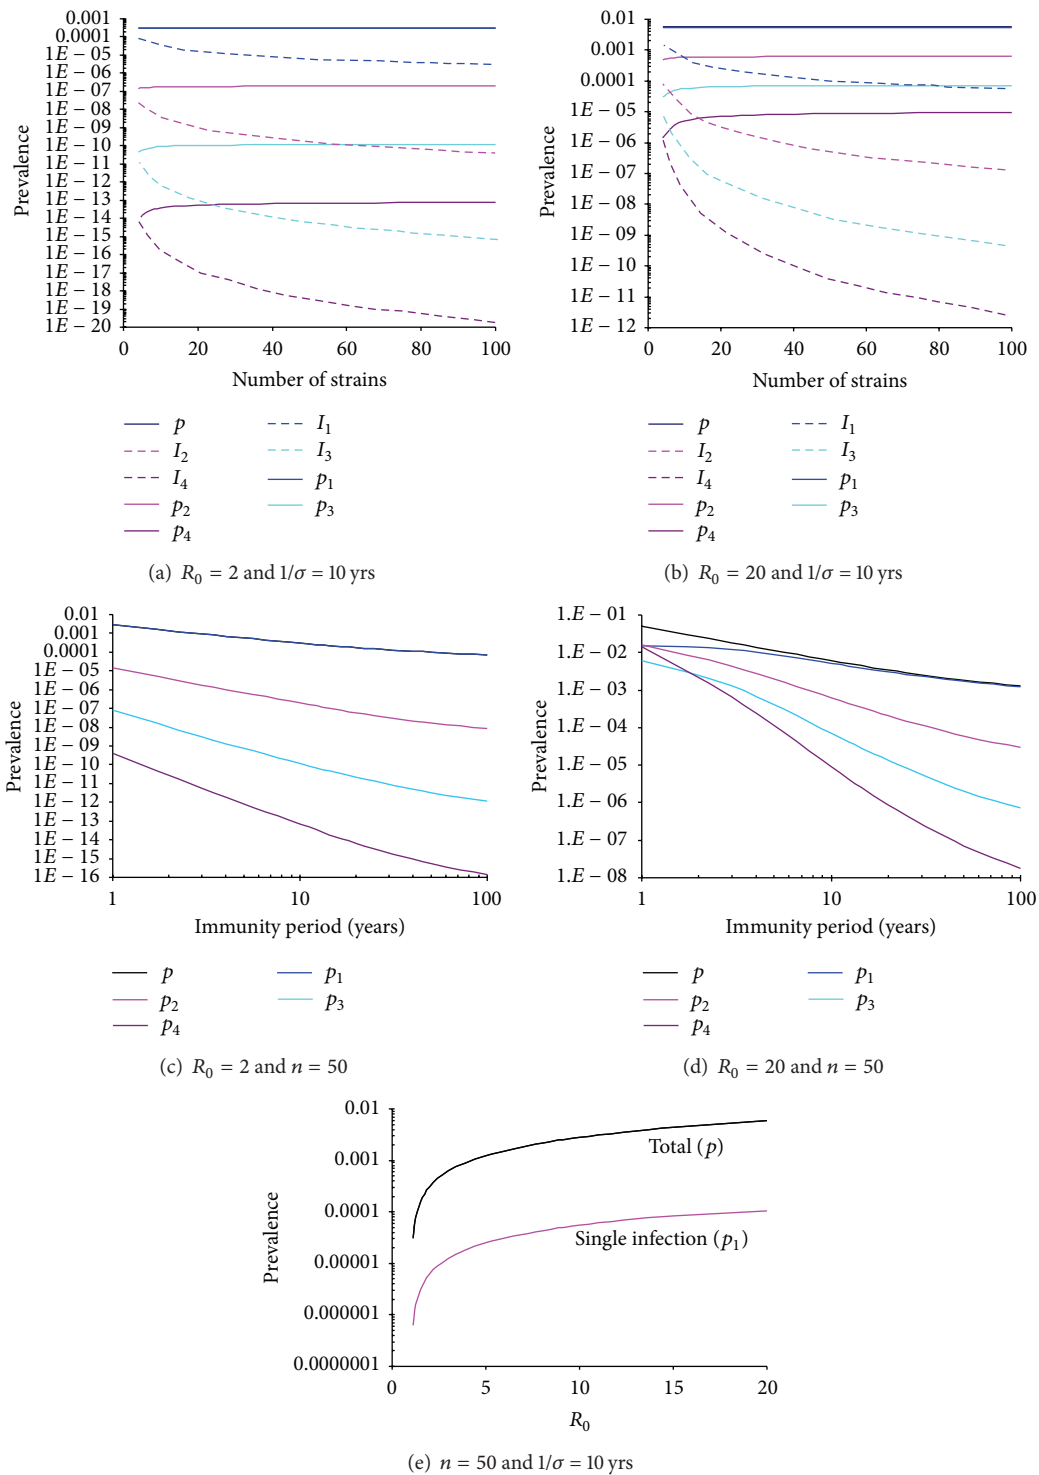 0.001
0.0001
1E − 05
1E − 06
1E − 07
1E − 08
1E − 09
1E − 10
1E − 11
1E − 12
1E − 13
1E − 14
1E − 15
1E − 16
1E − 17
1E − 18
1E − 19
1E − 20
Prevalence
0 20 40 60 80 100
Number of strains
p I₁
I₂ I₃
I₄ p₁
p₂ p₃
p₄
(a) R₀ = 2 and 1/σ = 10 yrs
0.01
0.001
0.0001
1E − 05
1E − 06
1E − 07
1E − 08
1E − 09
1E − 10
1E − 11
1E − 12
Prevalence
0 20 40 60 80 100
Number of strains
p I₁
I₂ I₃
I₄ p₁
p₂ p₃
p₄
(b) R₀ = 20 and 1/σ = 10 yrs
0.01
0.001
0.0001
1E − 05
1E − 06
1E − 07
1E − 08
1E − 09
1E − 10
1E − 11
1E − 12
1E − 13
1E − 14
1E − 15
1E − 16
Prevalence
1 10 100
Immunity period (years)
p p₁
p₂ p₃
p₄
(c) R₀ = 2 and n = 50
1.E − 01
1.E − 02
1.E − 03
1.E − 04
1.E − 05
1.E − 06
1.E − 07
1.E − 08
Prevalence
1 10 100
Immunity period (years)
p p₁
p₂ p₃
p₄
(d) R₀ = 20 and n = 50
0.01
0.001
0.0001
0.00001
0.000001
0.0000001
Prevalence
Total (p)
Single infection (p₁)
0 5 10 15 20
R₀
(e) n = 50 and 1/σ = 10 yrs